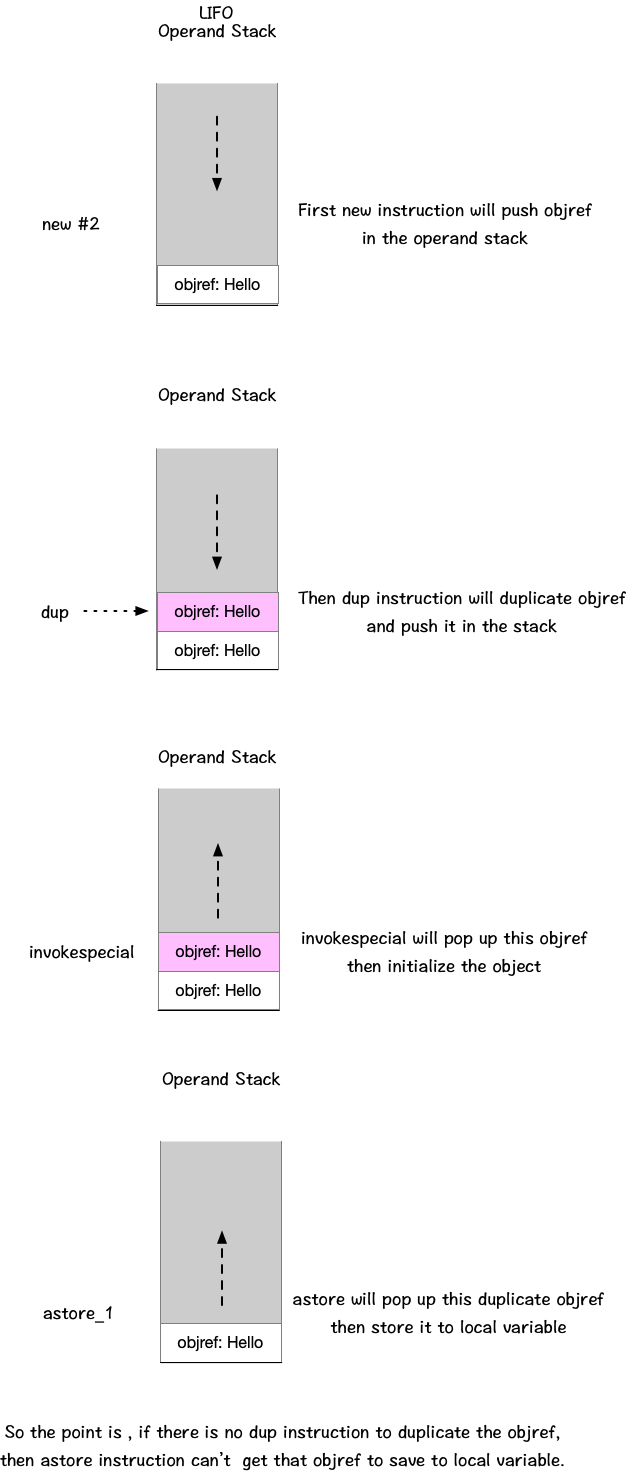 LIFO
Operand Stack
new #2
First new instruction will push objref
in the operand stack
objref: Hello
Operand Stack
dup
objref: Hello
Then dup instruction will duplicate objref
and push it in the stack
objref: Hello
Operand Stack
invokespecial
objref: Hello
invokespecial will pop up this objref
then initialize the object
objref: Hello
Operand Stack
astore_1
astore will pop up this duplicate objref
then store it to local variable
objref: Hello
So the point is , if there is no dup instruction to duplicate the objref,
then astore instruction can't get that objref to save to local variable.